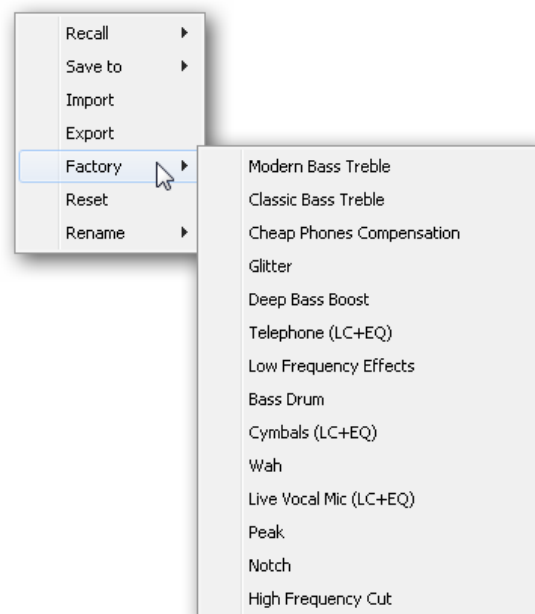 Recall
Save to
Import
Export
Factory
Reset
Rename
Modern Bass Treble
Classic Bass Treble
Cheap Phones Compensation
Glitter
Deep Bass Boost
Telephone (LC+EQ)
Low Frequency Effects
Bass Drum
Cymbals (LC+EQ)
Wah
Live Vocal Mic (LC+EQ)
Peak
Notch
High Frequency Cut